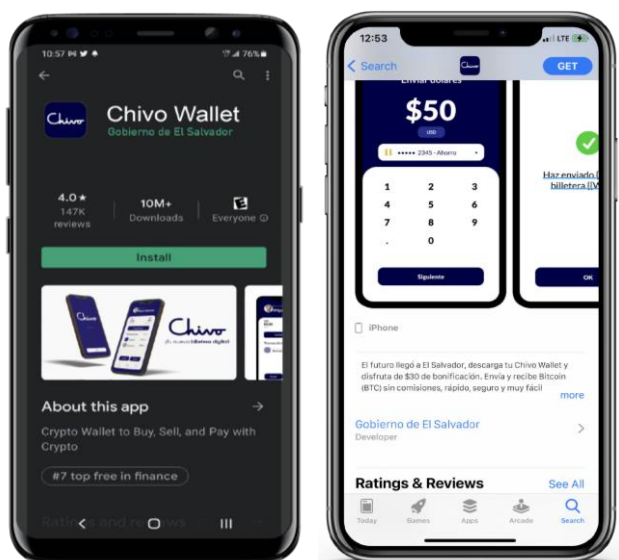 10:57
76%
Chivo
Chivo Wallet
Gobierno de El Salvador
4.0★
147K
reviews
10M+
Downloads
E
Everyone
Install
Chivo
About this app
Crypto Wallet to Buy, Sell, and Pay with
Crypto
#7 top free in finance
Ratings and reviews
12:53
LTE
Search
Chivo
GET
Enviar dólares
$50
USD
••••• 2345 - Ahorro
1 2 3
4 5 6
7 8 9
. 0
Siguiente
Haz enviado
billetera
OK
iPhone
El futuro llegó a El Salvador, descarga tu Chivo Wallet y
disfruta de $30 de bonificación. Envía y recibe Bitcoin
(BTC) sin comisiones, rápido, seguro y muy fácil
more
Gobierno de El Salvador
Developer
Ratings & Reviews
See All
Today
Games
Apps
Arcade
Search